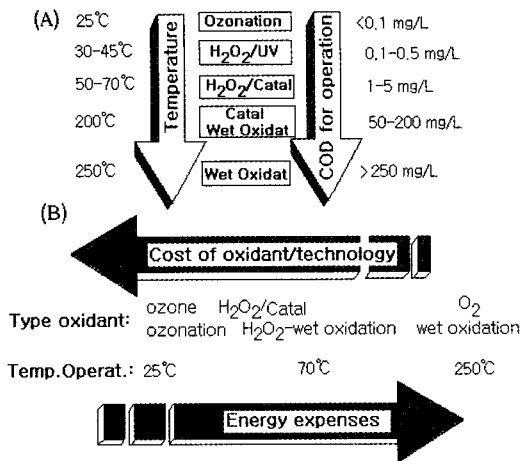 (A)
25℃ Ozonation <0.1 mg/L
30-45℃ H₂O₂/UV 0.1-0.5 mg/L
50-70℃ H₂O₂/Catal 1-5 mg/L
200℃ Catal Wet Oxidat 50-200 mg/L
250℃ Wet Oxidat >250 mg/L
Temperature
COD for operation
(B)
Cost of oxidant/technology
Type oxidant: ozone H₂O₂/Catal O₂
ozonation H₂O₂-wet oxidation wet oxidation
Temp.Operat.: 25℃ 70℃ 250℃
Energy expenses